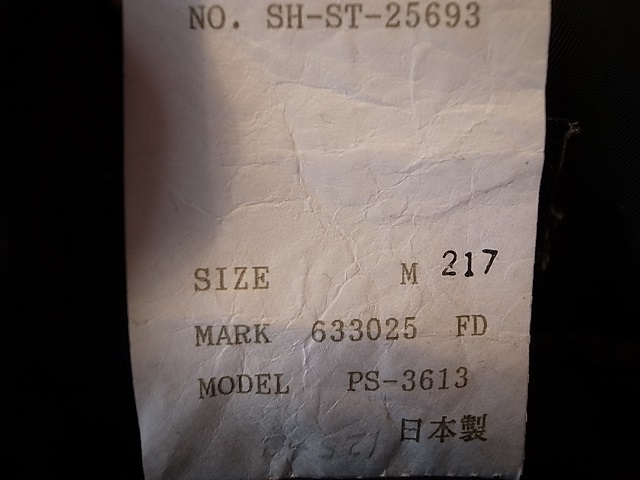 NO. SH-ST-25693
SIZE M 217
MARK 633025 FD
MODEL PS-3613
日本製